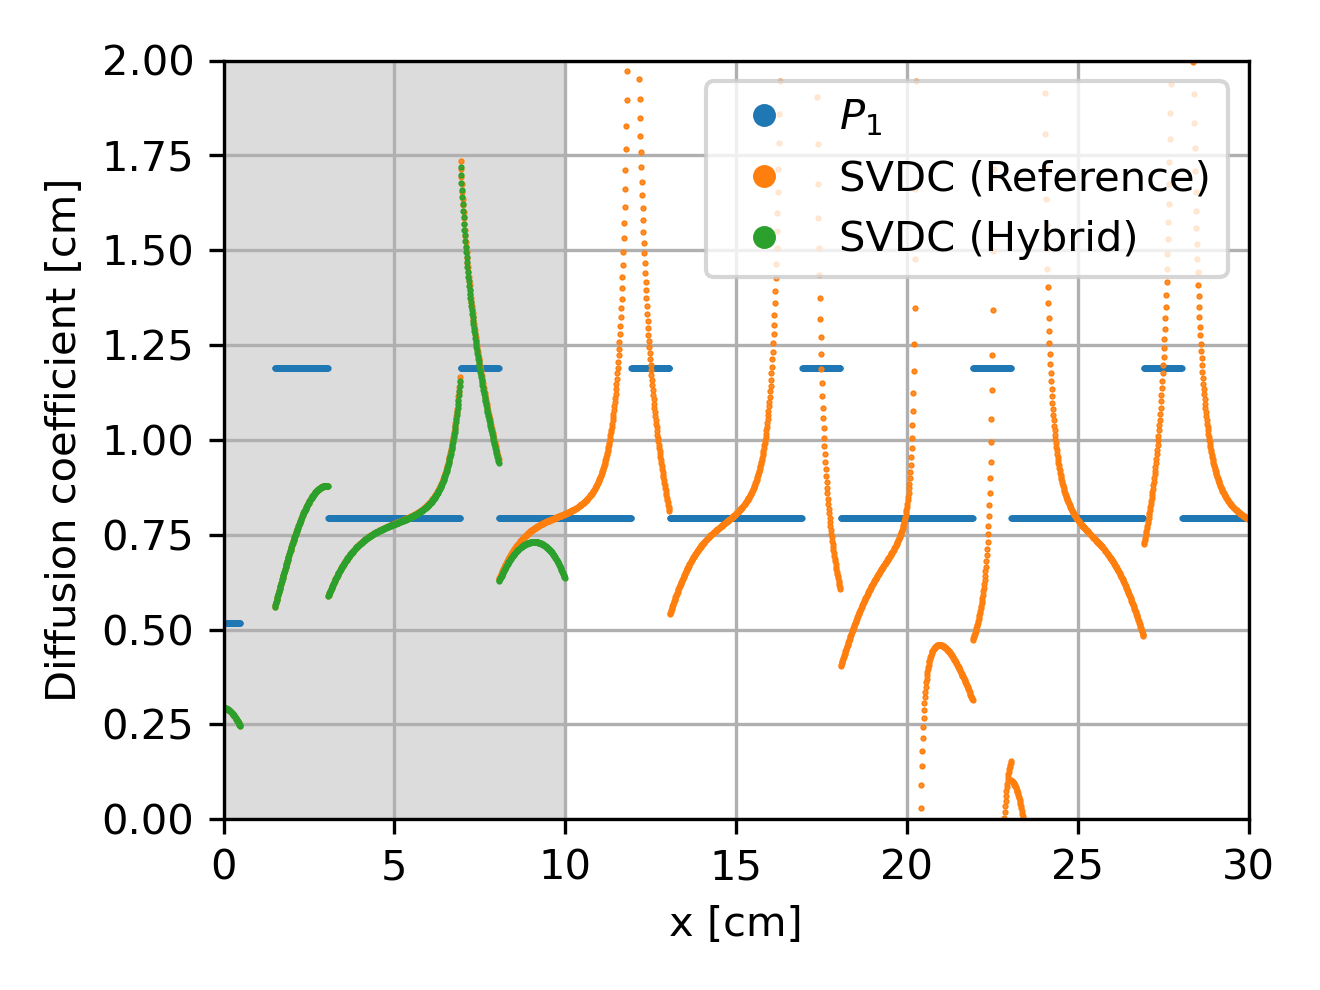 2.00
1.75
1.50
1.25
1.00
0.75
0.50
0.25
0.00
Diffusion coefficient [cm]
P₁
SVDC (Reference)
SVDC (Hybrid)
0 5 10 15 20 25 30
x [cm]